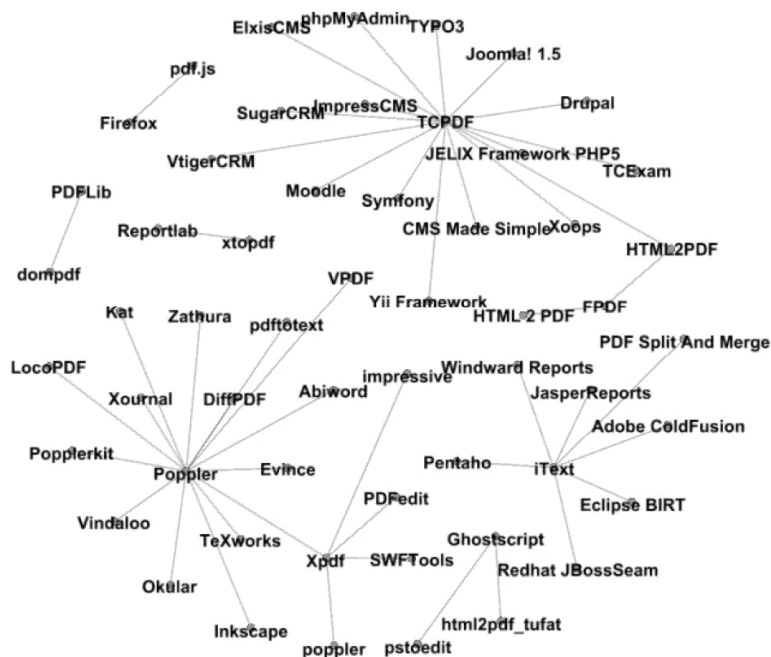 phpMyAdmin
ElxisCMS
TYPO3
Joomla! 1.5
pdf.js
Drupal
ImpressCMS
SugarCRM
TCPDF
Firefox
JELIX Framework PHP5
VtigerCRM
TCExam
Moodle
PDFLib
Symfony
CMS Made Simple
Xoops
Reportlab
xtopdf
HTML2PDF
dompdf
VPDF
Yii Framework
FPDF
Kat
Zathura
HTML 2 PDF
pdftotext
PDF Split And Merge
LocoPDF
Windward Reports
impressive
Abiword
JasperReports
Xournal
DiffPDF
Adobe ColdFusion
Popplerkit
Pentaho
Evince
iText
Poppler
PDFedit
Eclipse BIRT
Vindaloo
TeXworks
Ghostscript
Xpdf
SWFTools
Redhat JBossSeam
Okular
html2pdf_tufat
Inkscape
poppler
pstoedit